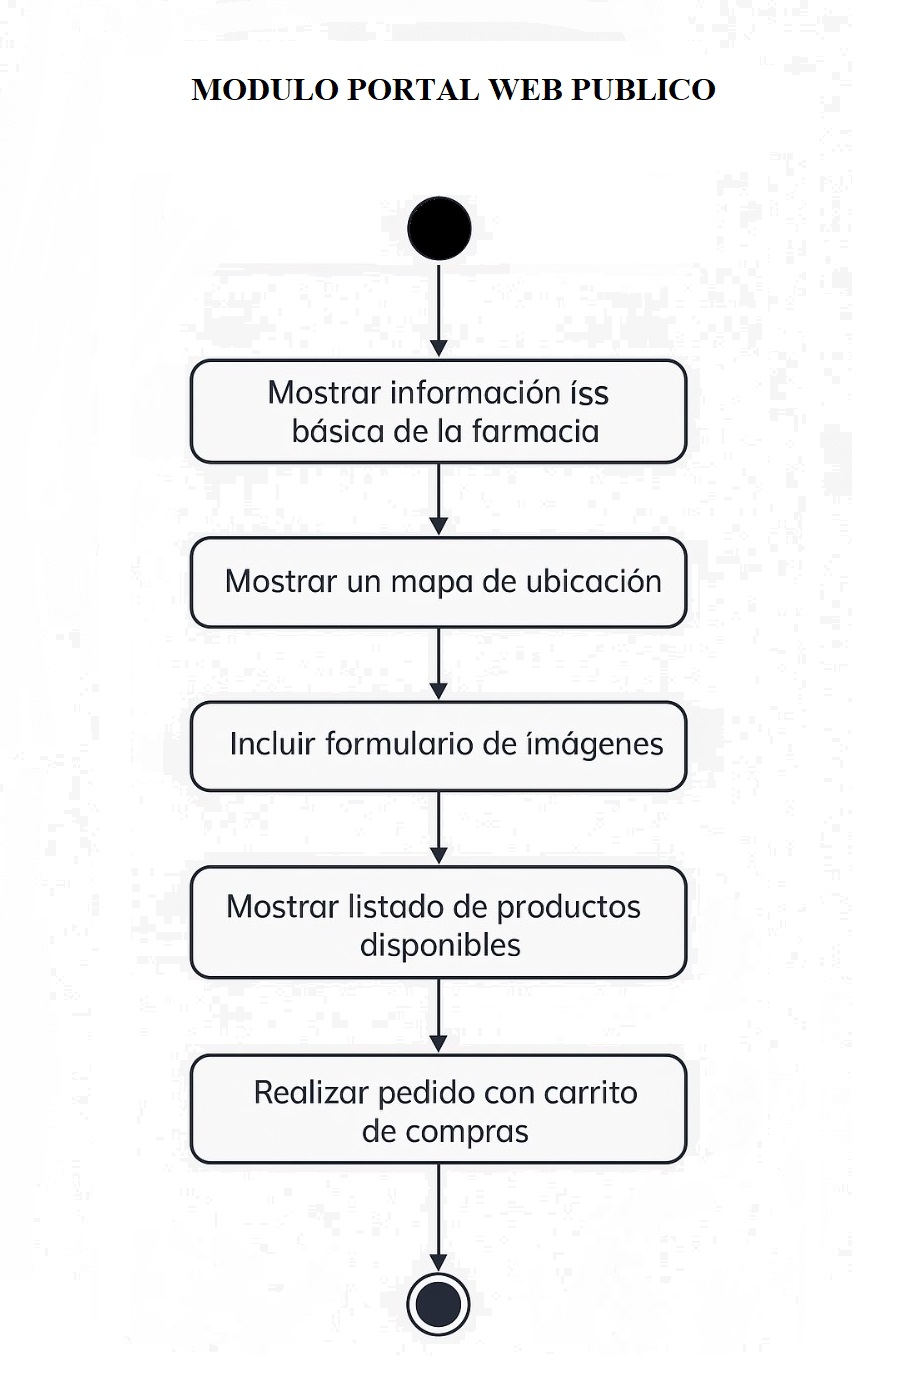 MODULO PORTAL WEB PUBLICO
Mostrar información íss
básica de la farmacia
Mostrar un mapa de ubicación
Incluir formulario de ímágenes
Mostrar listado de productos
disponibles
Realizar pedido con carrito
de compras